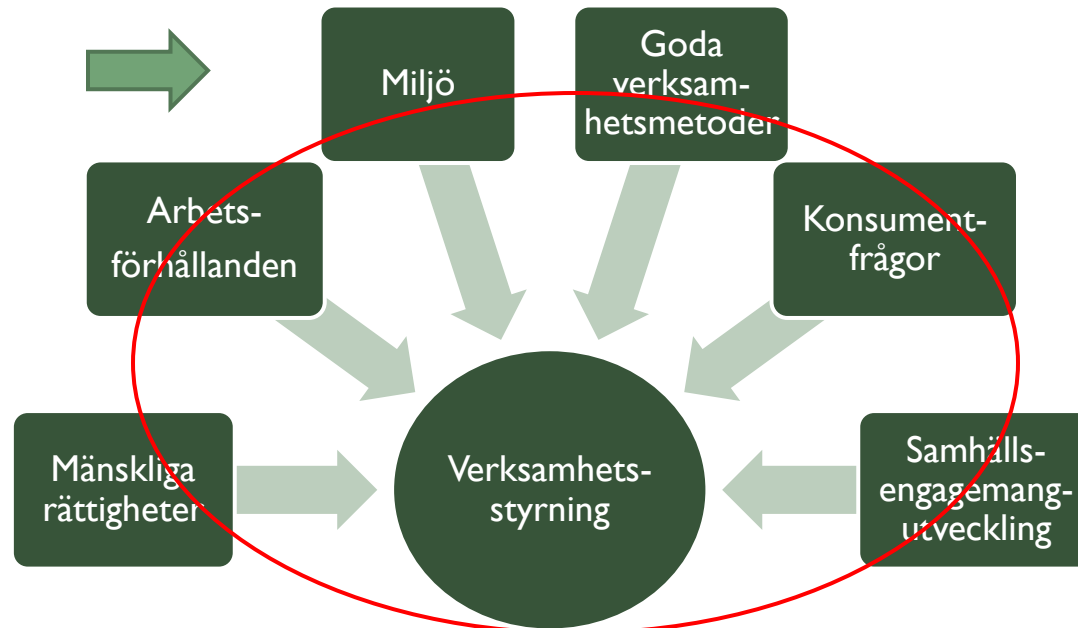 Miljö
Goda
verksam-
hetsmetoder
Arbets-
förhållanden
Konsument-
frågor
Mänskliga
rättigheter
Verksamhets-
styrning
Samhälls-
engagemang-
utveckling